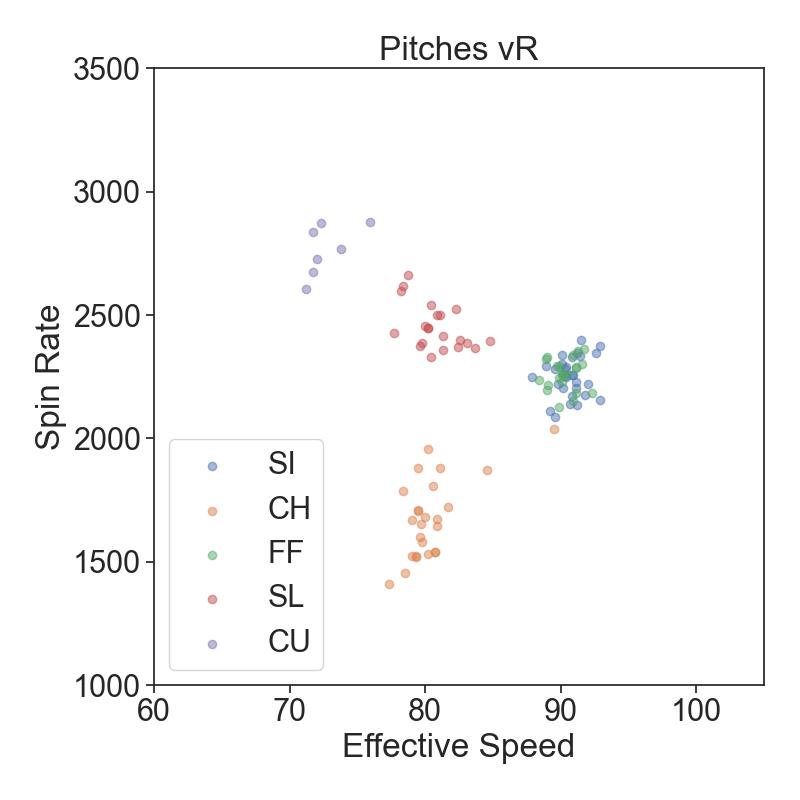 Pitches vR
3500
3000
2500
2000
1500
1000
Spin Rate
SI
CH
FF
SL
CU
60 70 80 90 100
Effective Speed